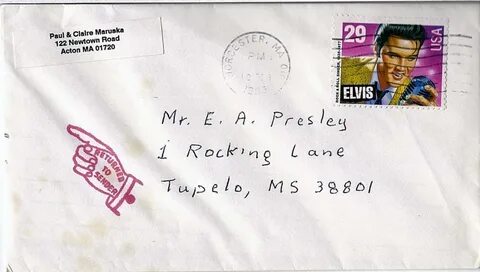 Paul & Claire Maruska
122 Newtown Road
Acton MA 01720
WORCESTER, MA
PM
1993
29
USA
ELVIS
Mr. E. A. Presley
1 Rocking Lane
Tupelo, MS 38801
RETURNED
TO
SENDER